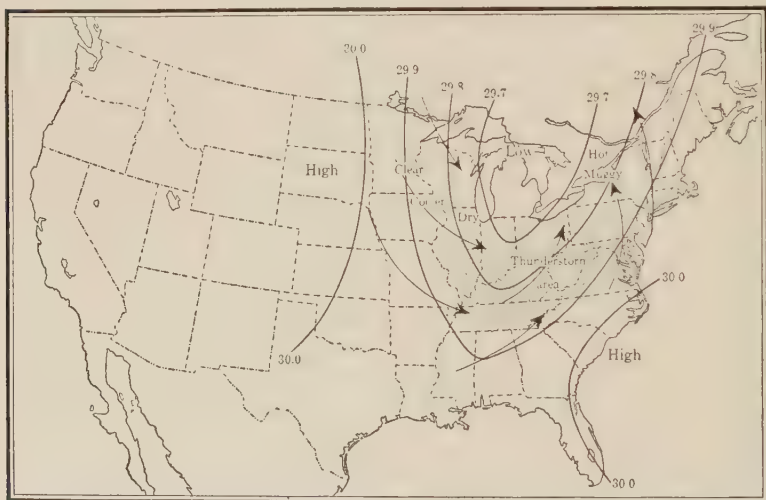 29.9
30.0
29.9
29.8
29.7
29.7
29.8
Low
Hot
High
Clear
Muggy
Cooler
Dry
Thunderstorm
area
30.0
30.0
High
30.0